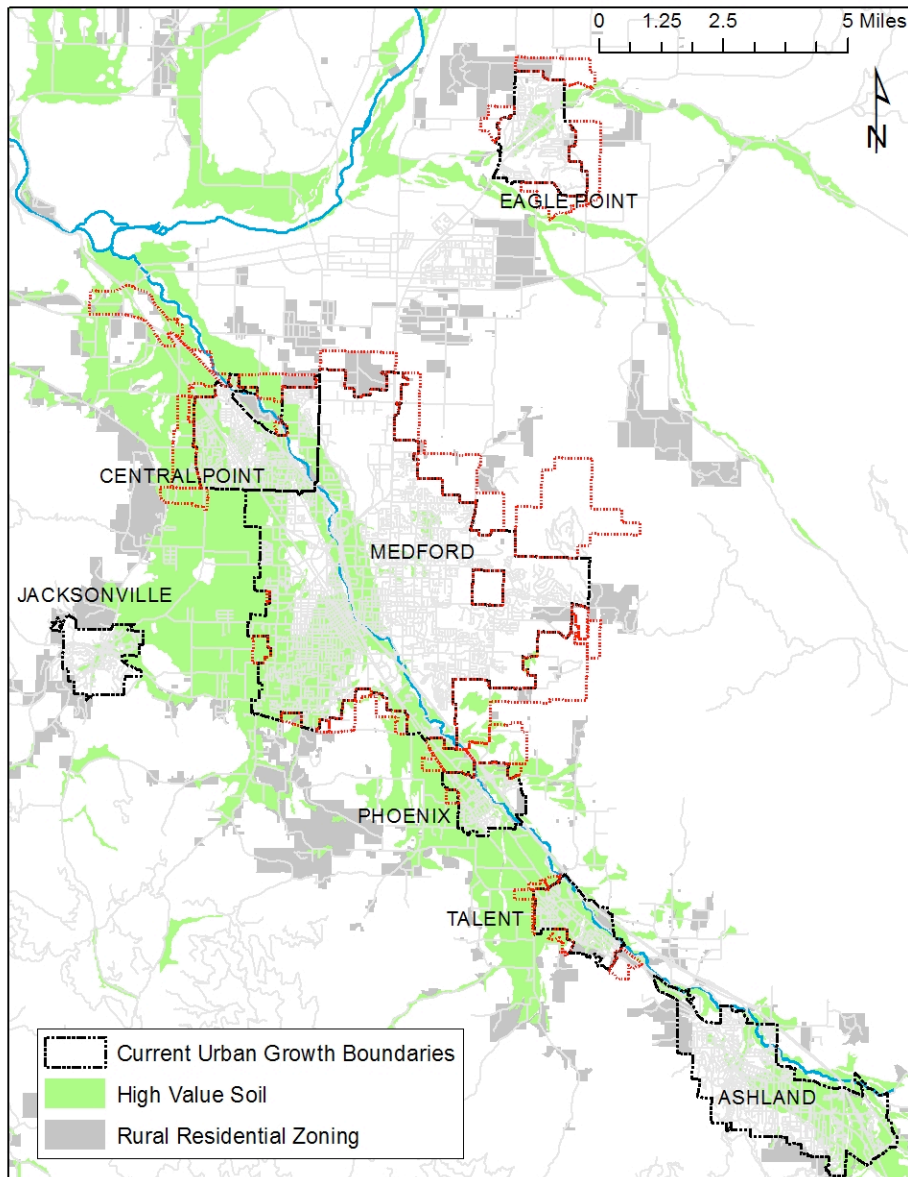 0 1.25 2.5 5 Miles
N
EAGLE POINT
CENTRAL POINT
MEDFORD
JACKSONVILLE
PHOENIX
TALENT
ASHLAND
Current Urban Growth Boundaries
High Value Soil
Rural Residential Zoning